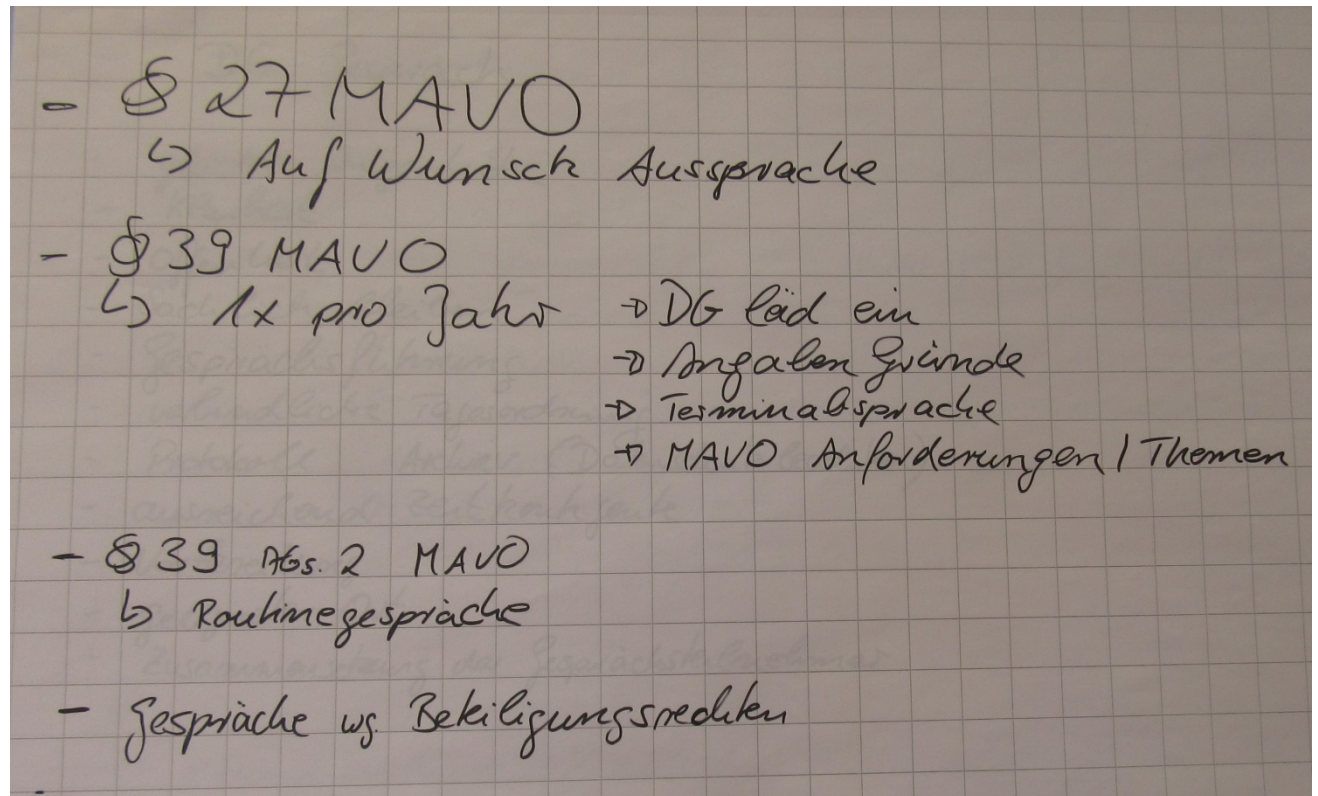 - § 27 MAVO
↳ Auf Wunsch Aussprache
- § 39 MAVO
↳ 1x pro Jahr → DG läd ein
→ Angaben Gründe
→ Terminabsprache
→ MAVO Anforderungen / Themen
- § 39 Abs. 2 MAVO
↳ Routinegespräche
- Gespräche wg. Beteiligungsrechten